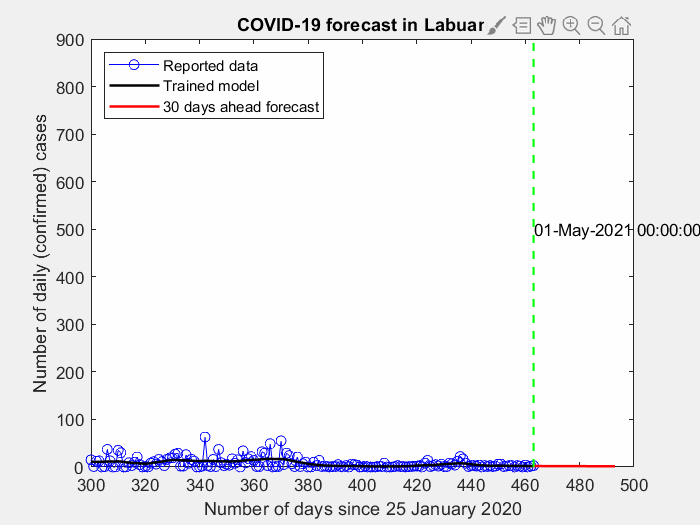 COVID-19 forecast in Labuar
900
800
700
600
500
400
300
200
100
0
Number of daily (confirmed) cases
Reported data
Trained model
30 days ahead forecast
01-May-2021 00:00:00
300 320 340 360 380 400 420 440 460 480 500
Number of days since 25 January 2020